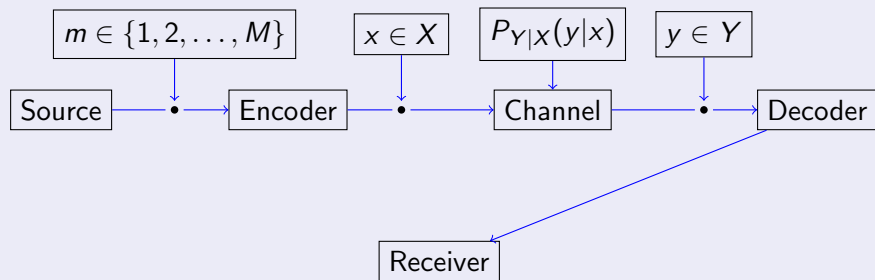 m ∈ {1, 2, . . . , M}
x ∈ X
P_{Y|X}(y|x)
y ∈ Y
Source
Encoder
Channel
Decoder
Receiver